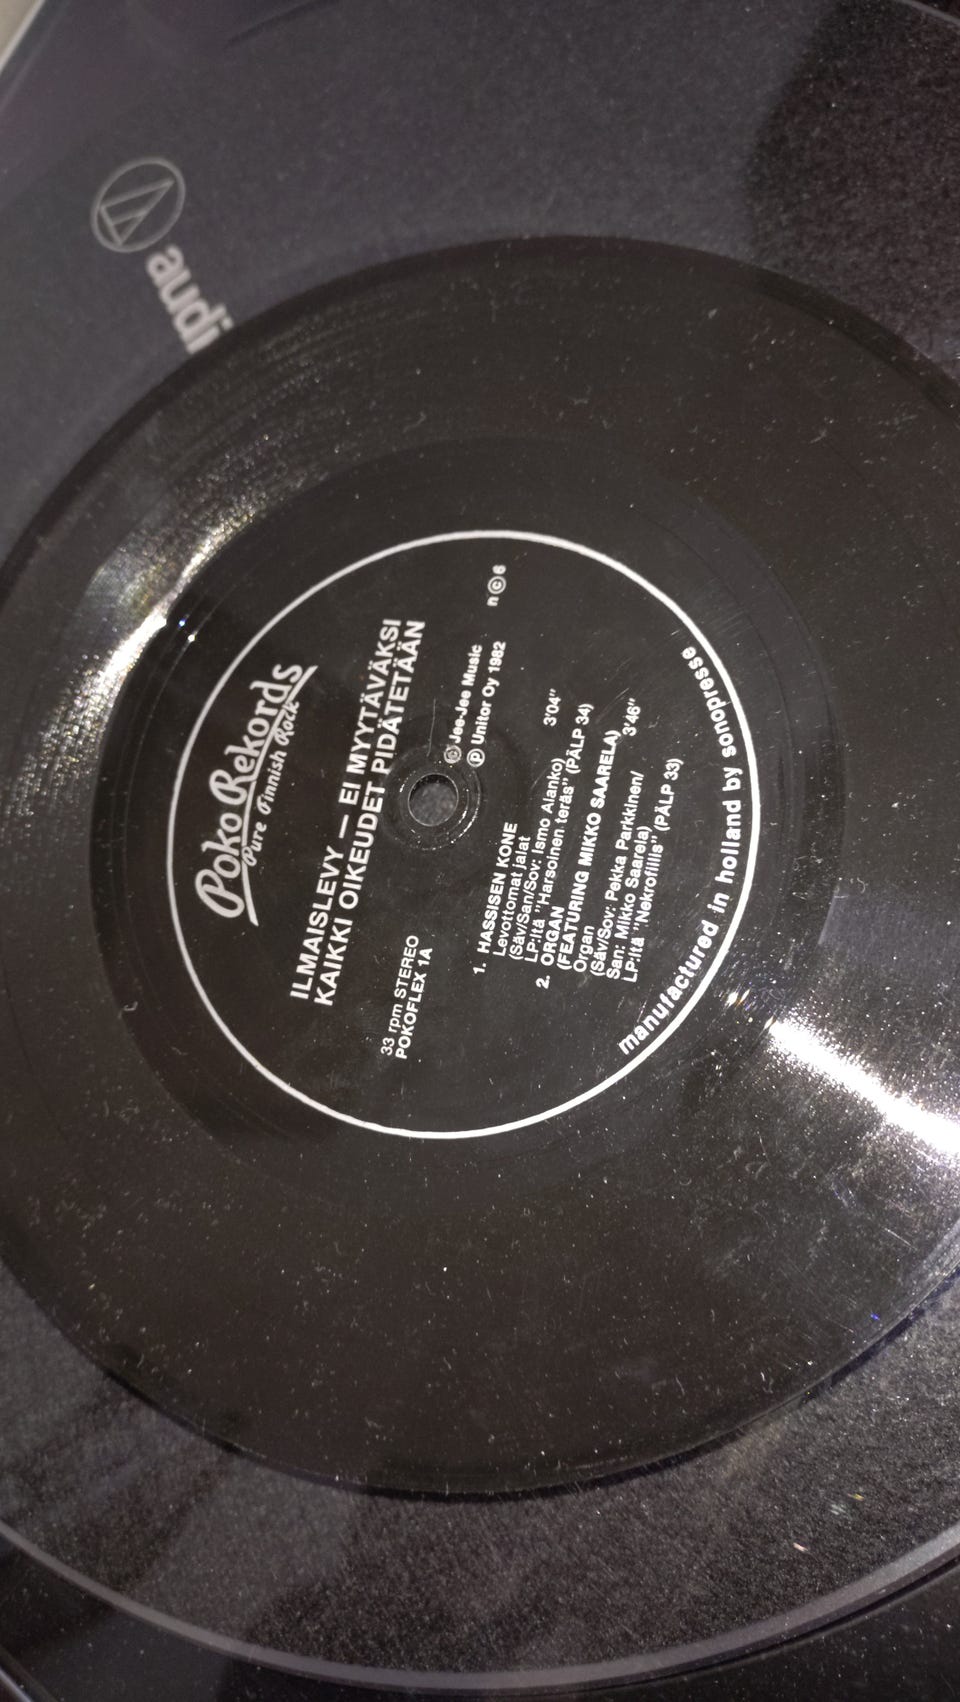 audi
Poko Rekords
Pure Finnish Rock
ILMAISLEVY — EI MYYTÄVÄKSI
KAIKKI OIKEUDET PIDÄTETÄÄN
33 rpm STEREO
POKOFLEX 1A
© Jee-Jee Music
℗ Unitor Oy 1982
n © 6
1. HASSISEN KONE
Levottomat jalat 3'04"
(Säv/San/Sov: Ismo Alanko)
LP:ltä "Harsoinen teräs" (PÄLP 34)
2. ORGAN
(FEATURING MIKKO SAARELA)
Organ 3'46"
(Säv/Sov: Pekka Parkkinen/
San: Mikko Saarela)
LP:ltä "Nekrofiilis" (PÄLP 33)
manufactured in holland by sonopresse